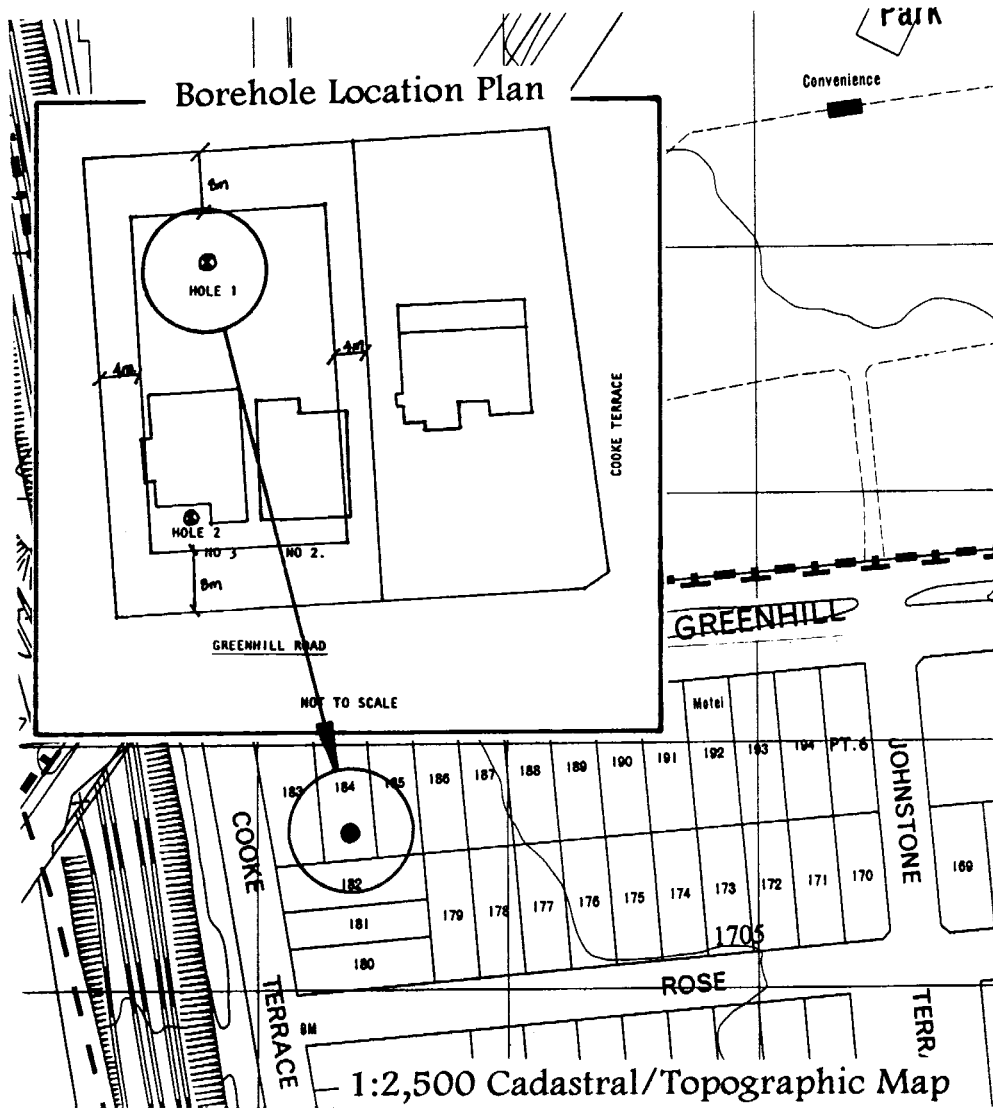 Park
Convenience
Borehole Location Plan
8m
HOLE 1
4m
4m
COOKE TERRACE
HOLE 2
NO 3
NO 2.
8m
GREENHILL ROAD
NOT TO SCALE
GREENHILL
Motel
183 184 185 186 187 188 189 190 191 192 193 194 PT.6
JOHNSTONE
COOKE
182
181
180
179 178 177 176 175 174 173 172 171 170
169
1705
ROSE
TERRACE
BM
TERR
1:2,500 Cadastral/Topographic Map